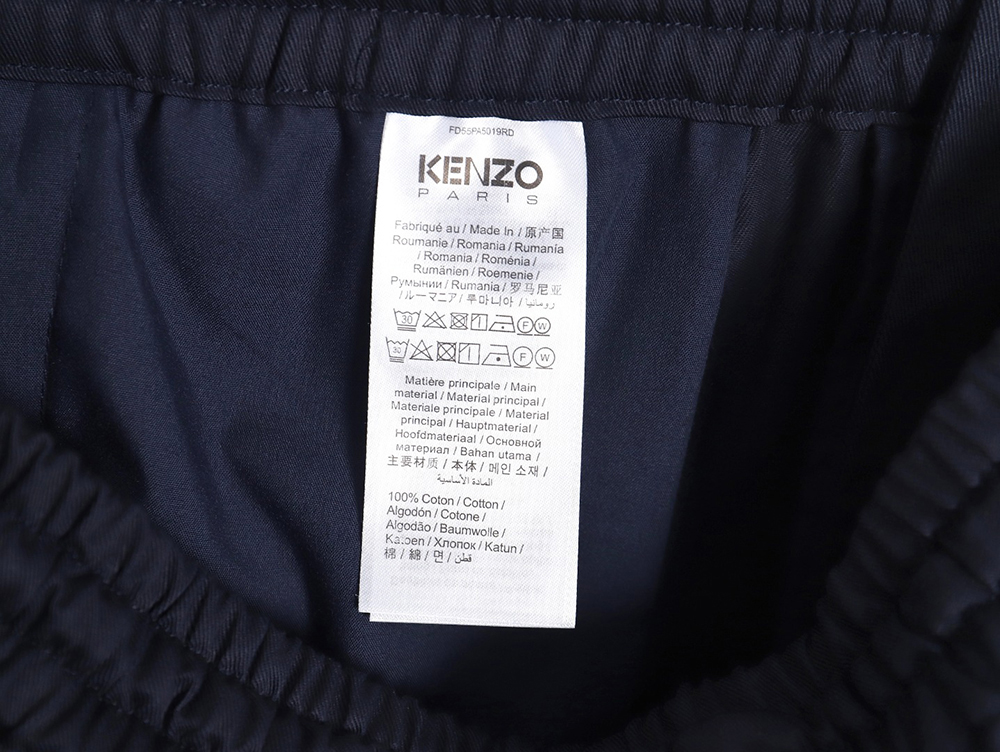 FD55PA5019RD
KENZO
PARIS
Fabriqué au / Made In / 原产国
Roumanie / Romania / Rumanía
/ Romania / Roménia /
Rumänien / Roemenie /
Румынии / Rumania / 罗马尼亚
/ ルーマニア / 루마니아 / رومانيا
30 F W
30 F W
Matière principale / Main
material / Material principal /
Materiale principale / Material
principal / Hauptmaterial /
Hoofdmateriaal / Основной
материал / Bahan utama /
主要材质 / 本体 / 메인 소재 /
المادة الأساسية
100% Coton / Cotton /
Algodón / Cotone /
Algodão / Baumwolle /
Katoen / Хлопок / Katun /
棉 / 綿 / 면 / قطن